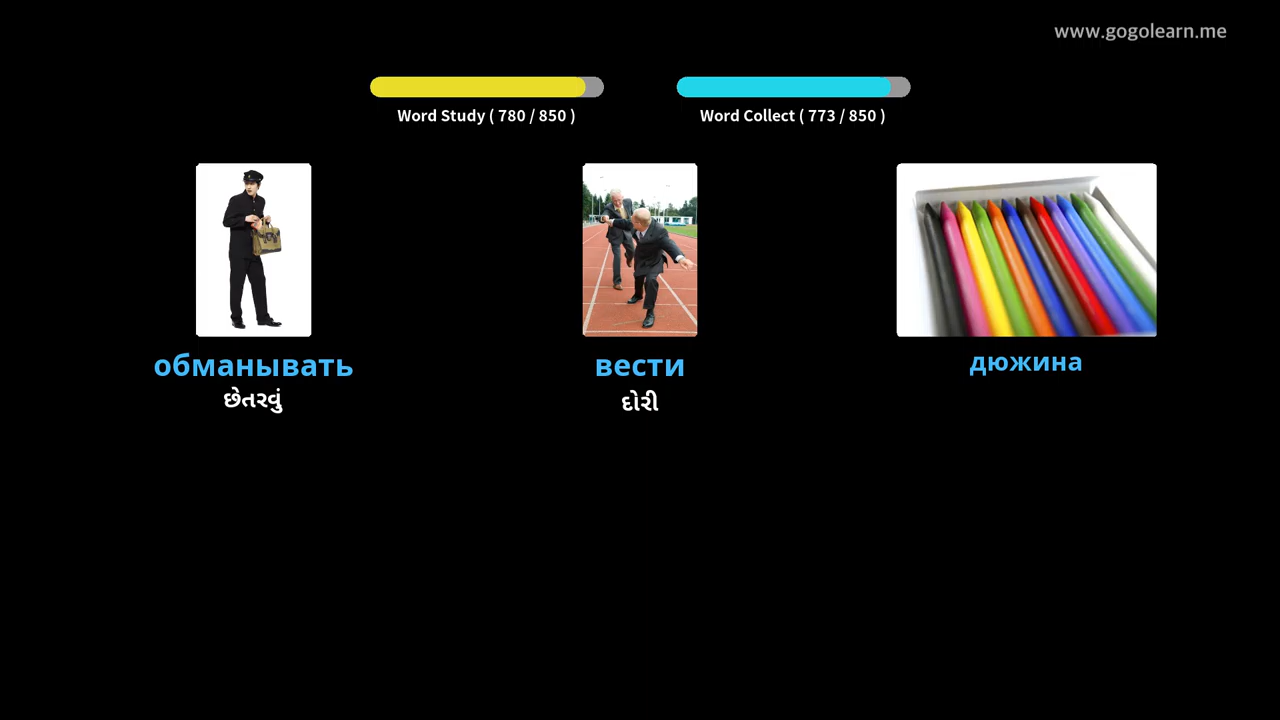 www.gogolearn.me
Word Study ( 780 / 850 )
Word Collect ( 773 / 850 )
обманывать
છેતરવું
вести
દોરી
дюжина